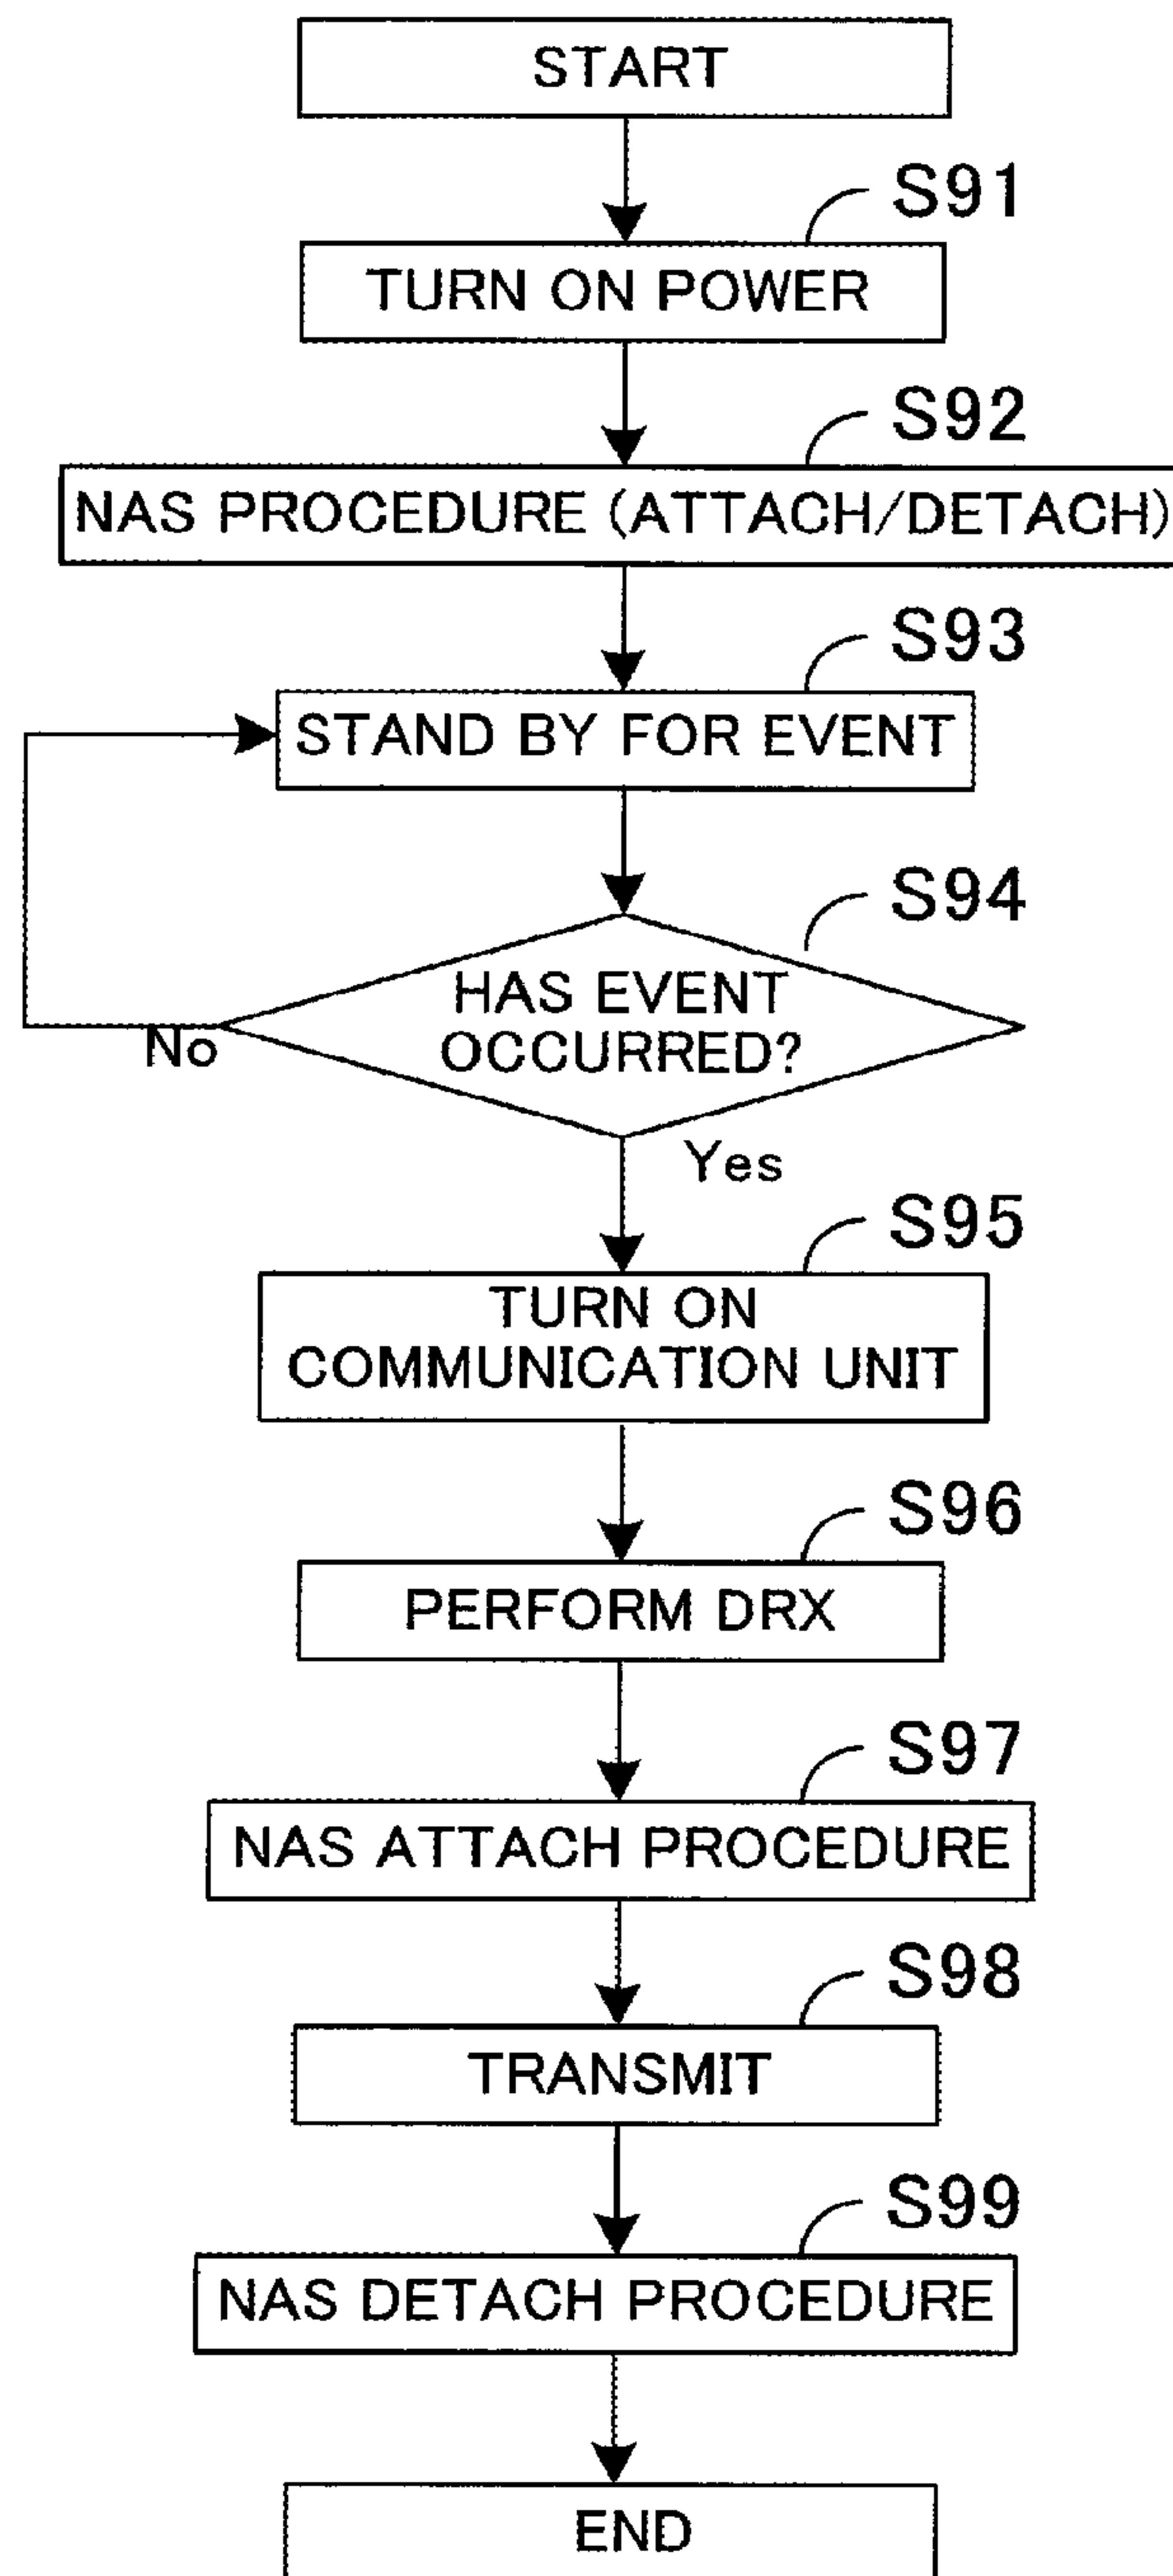 START
S91
TURN ON POWER
S92
NAS PROCEDURE (ATTACH/DETACH)
S93
STAND BY FOR EVENT
S94
HAS EVENT
OCCURRED?
No
Yes
S95
TURN ON
COMMUNICATION UNIT
S96
PERFORM DRX
S97
NAS ATTACH PROCEDURE
S98
TRANSMIT
S99
NAS DETACH PROCEDURE
END